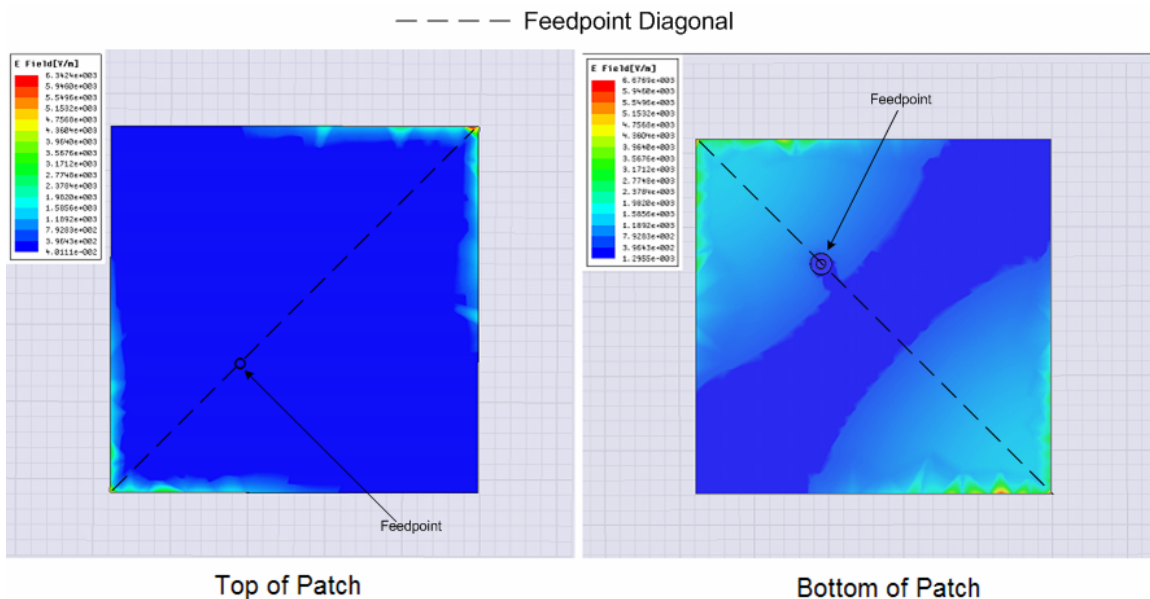 Feedpoint Diagonal
E Field[V/m]
6.3424e+003
5.9460e+003
5.5496e+003
5.1532e+003
4.7568e+003
4.3604e+003
3.9640e+003
3.5676e+003
3.1712e+003
2.7748e+003
2.3784e+003
1.9820e+003
1.5856e+003
1.1892e+003
7.9283e+002
3.9643e+002
4.0111e-002
Feedpoint
Top of Patch
E Field[V/m]
6.6789e+003
5.9460e+003
5.5496e+003
5.1532e+003
4.7568e+003
4.3604e+003
3.9640e+003
3.5676e+003
3.1712e+003
2.7748e+003
2.3784e+003
1.9820e+003
1.5856e+003
1.1892e+003
7.9283e+002
3.9643e+002
1.2955e-003
Feedpoint
Bottom of Patch